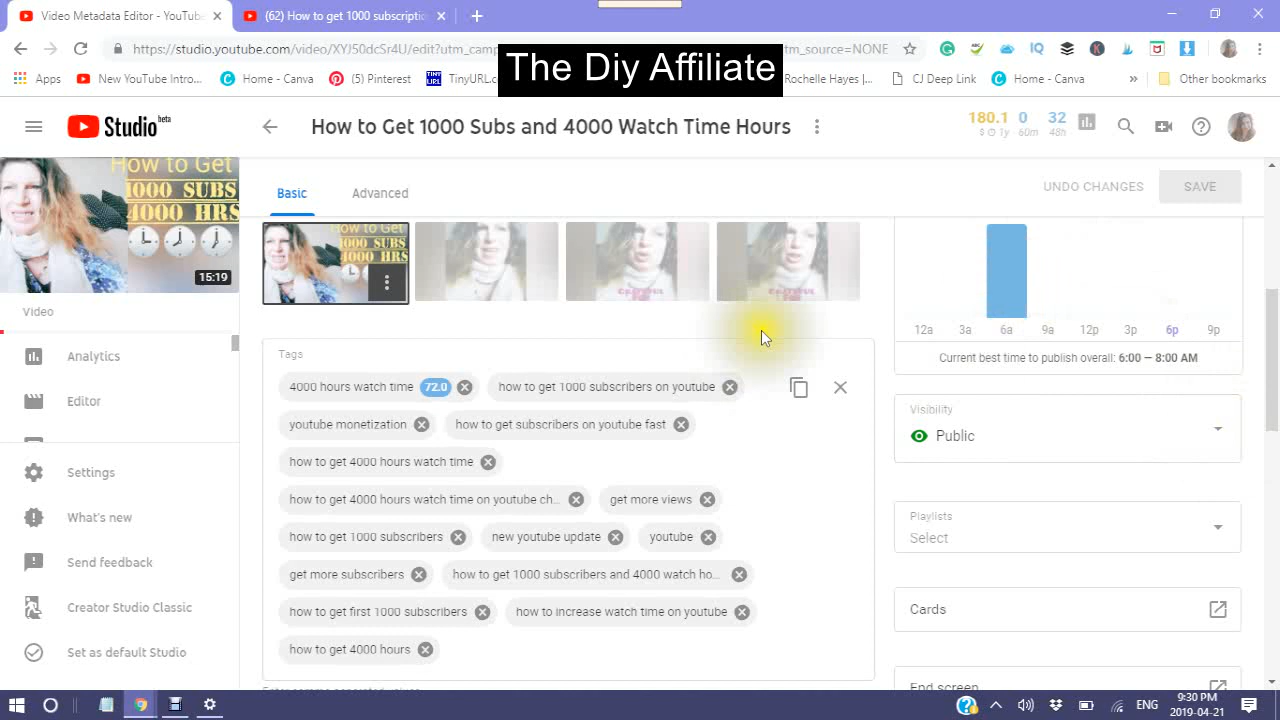 Video Metadata Editor - YouTube
(62) How to get 1000 subscriptio
https://studio.youtube.com/video/XYJ50dcSr4U/edit?utm_camp
tm_source=NONE
The Diy Affiliate
Apps
New YouTube Intro...
Home - Canva
(5) Pinterest
TinyURL.c
Rochelle Hayes |...
CJ Deep Link
Home - Canva
»
Other bookmarks
Studio beta
How to Get 1000 Subs and 4000 Watch Time Hours
180.1 0 32
$ 1y 60m 48h
How to Get
1000 SUBS
4000 HRS
15:19
Basic
Advanced
UNDO CHANGES
SAVE
How to Get
1000 SUBS
4000 HRS
12a 3a 6a 9a 12p 3p 6p 9p
Current best time to publish overall: 6:00 — 8:00 AM
Video
Analytics
Editor
Settings
What's new
Send feedback
Creator Studio Classic
Set as default Studio
Tags
4000 hours watch time 72.0
how to get 1000 subscribers on youtube
youtube monetization
how to get subscribers on youtube fast
how to get 4000 hours watch time
how to get 4000 hours watch time on youtube ch...
get more views
how to get 1000 subscribers
new youtube update
youtube
get more subscribers
how to get 1000 subscribers and 4000 watch ho...
how to get first 1000 subscribers
how to increase watch time on youtube
how to get 4000 hours
Visibility
Public
Playlists
Select
Cards
End screen
ENG
9:30 PM
2019-04-21